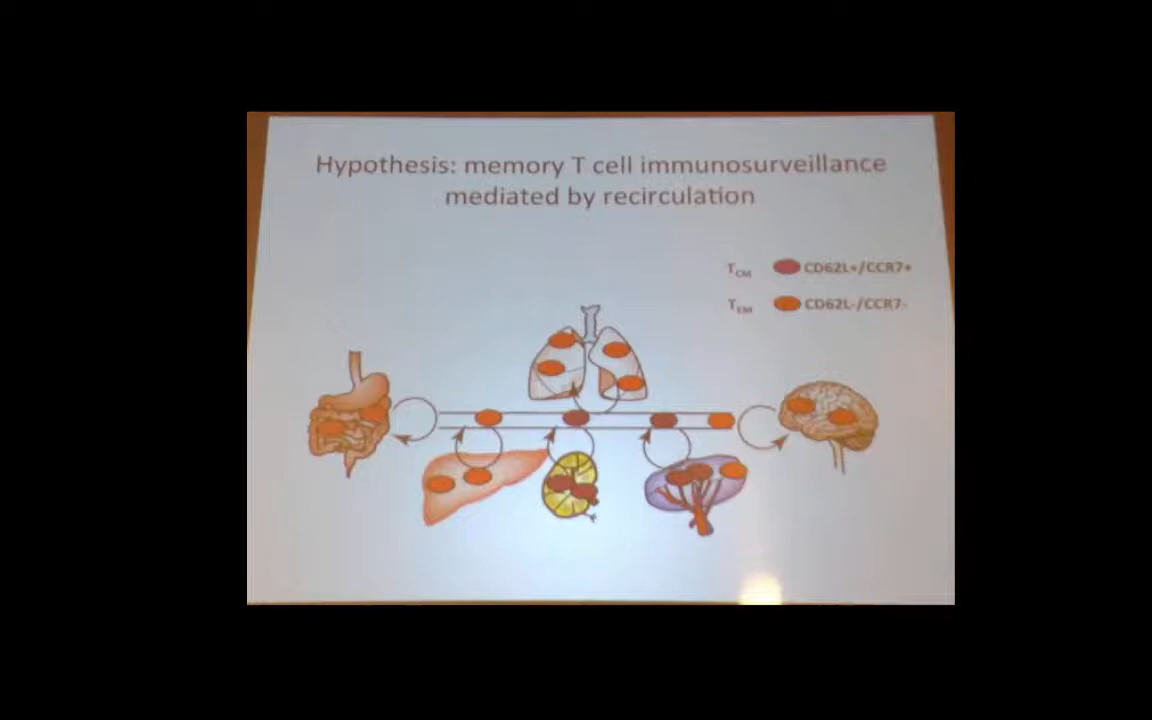 Hypothesis: memory T cell immunosurveillance
mediated by recirculation
TCM CD62L+/CCR7+
TEM CD62L-/CCR7-